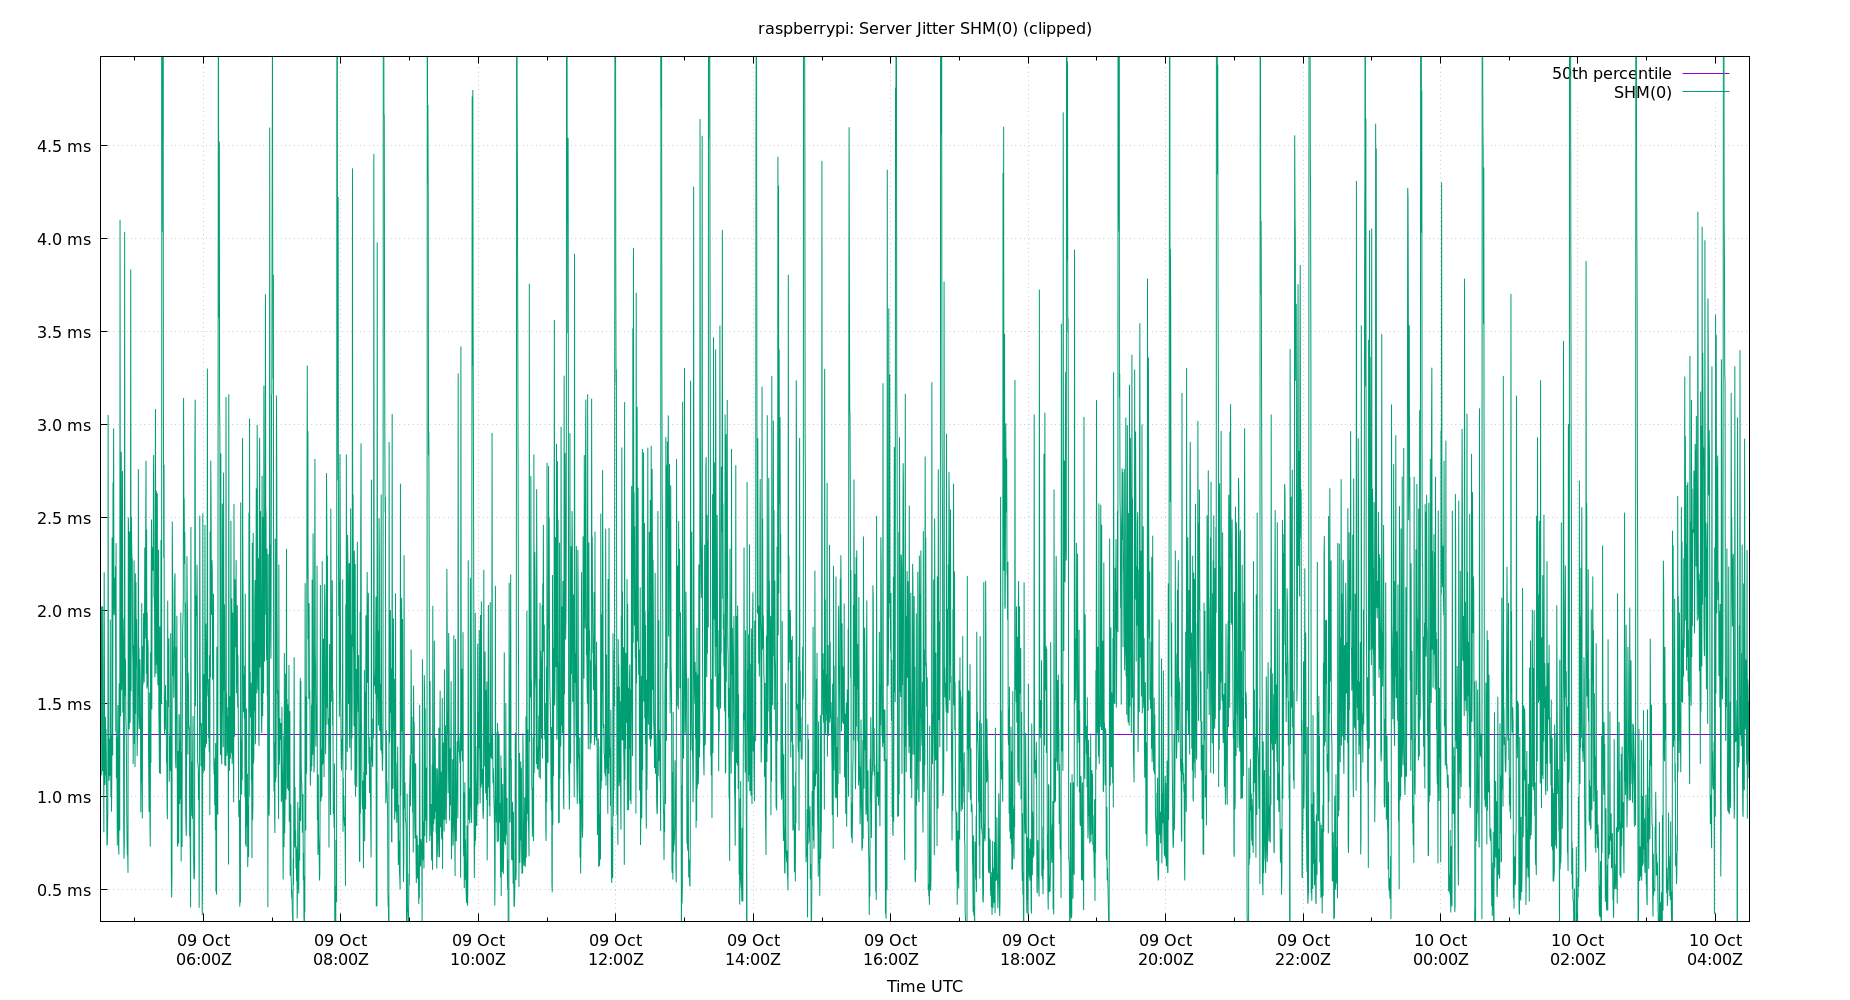 raspberrypi: Server Jitter SHM(0) (clipped)
50th percentile
SHM(0)
4.5 ms
4.0 ms
3.5 ms
3.0 ms
2.5 ms
2.0 ms
1.5 ms
1.0 ms
0.5 ms
09 Oct 09 Oct 09 Oct 09 Oct 09 Oct 09 Oct 09 Oct 09 Oct 09 Oct 10 Oct 10 Oct 10 Oct
06:00Z 08:00Z 10:00Z 12:00Z 14:00Z 16:00Z 18:00Z 20:00Z 22:00Z 00:00Z 02:00Z 04:00Z
Time UTC